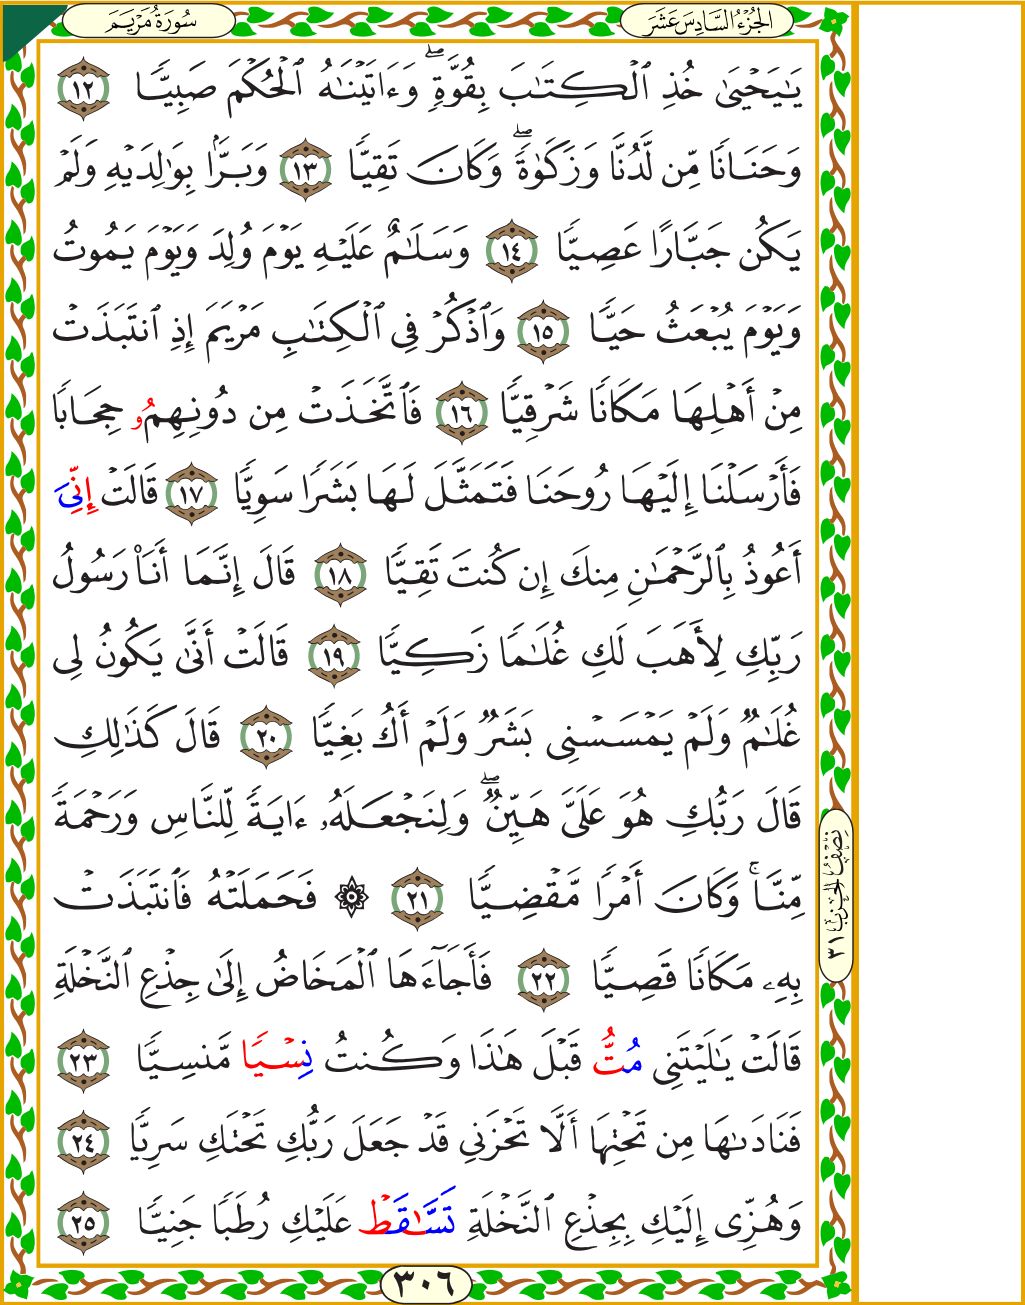 سُورَةُ مَرْيَمَ
الجُزْءُ السَّادِسَ عَشَرَ
يَٰيَحْيَىٰ خُذِ ٱلْكِتَٰبَ بِقُوَّةٍۖ وَءَاتَيْنَٰهُ ٱلْحُكْمَ صَبِيًّا ١٢
وَحَنَانًا مِّن لَّدُنَّا وَزَكَوٰةًۖ وَكَانَ تَقِيًّا ١٣ وَبَرًّۢا بِوَٰلِدَيْهِ وَلَمْ
يَكُن جَبَّارًا عَصِيًّا ١٤ وَسَلَٰمٌ عَلَيْهِ يَوْمَ وُلِدَ وَيَوْمَ يَمُوتُ
وَيَوْمَ يُبْعَثُ حَيًّا ١٥ وَٱذْكُرْ فِى ٱلْكِتَٰبِ مَرْيَمَ إِذِ ٱنتَبَذَتْ
مِنْ أَهْلِهَا مَكَانًا شَرْقِيًّا ١٦ فَٱتَّخَذَتْ مِن دُونِهِمُۥ حِجَابًا
فَأَرْسَلْنَا إِلَيْهَا رُوحَنَا فَتَمَثَّلَ لَهَا بَشَرًا سَوِيًّا ١٧ قَالَتْ إِنِّىَ
أَعُوذُ بِٱلرَّحْمَٰنِ مِنكَ إِن كُنتَ تَقِيًّا ١٨ قَالَ إِنَّمَا أَنَا۠ رَسُولُ
رَبِّكِ لِأَهَبَ لَكِ غُلَٰمًا زَكِيًّا ١٩ قَالَتْ أَنَّىٰ يَكُونُ لِى
غُلَٰمٌ وَلَمْ يَمْسَسْنِى بَشَرٌ وَلَمْ أَكُ بَغِيًّا ٢٠ قَالَ كَذَٰلِكِ
قَالَ رَبُّكِ هُوَ عَلَىَّ هَيِّنٌۖ وَلِنَجْعَلَهُۥ ءَايَةً لِّلنَّاسِ وَرَحْمَةً
مِّنَّاۚ وَكَانَ أَمْرًا مَّقْضِيًّا ٢١ ۞ فَحَمَلَتْهُ فَٱنتَبَذَتْ
بِهِۦ مَكَانًا قَصِيًّا ٢٢ فَأَجَآءَهَا ٱلْمَخَاضُ إِلَىٰ جِذْعِ ٱلنَّخْلَةِ
قَالَتْ يَٰلَيْتَنِى مُتُّ قَبْلَ هَٰذَا وَكُنتُ نِسْيًا مَّنسِيًّا ٢٣
فَنَادَىٰهَا مِن تَحْتِهَا أَلَّا تَحْزَنِى قَدْ جَعَلَ رَبُّكِ تَحْتَكِ سَرِيًّا ٢٤
وَهُزِّى إِلَيْكِ بِجِذْعِ ٱلنَّخْلَةِ تَسَّٰقَطْ عَلَيْكِ رُطَبًا جَنِيًّا ٢٥
نِصْفُ الحِزْبِ ٣١
٣٠٦